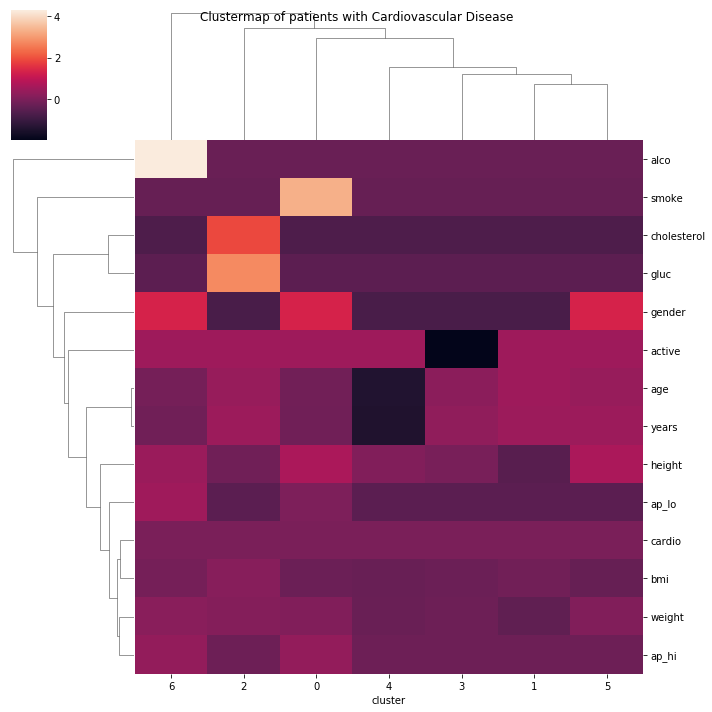 Clustermap of patients with Cardiovascular Disease
4
2
0
alco
smoke
cholesterol
gluc
gender
active
age
years
height
ap_lo
cardio
bmi
weight
ap_hi
6 2 0 4 3 1 5
cluster